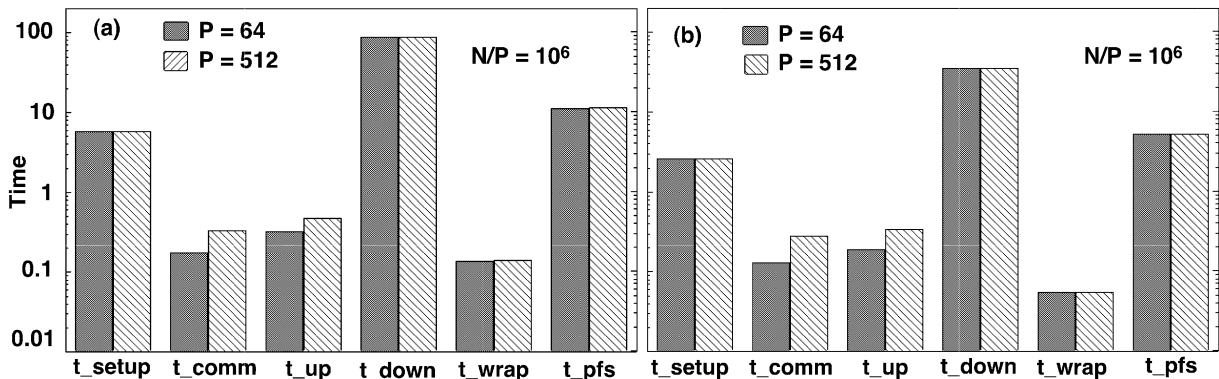 (a)
P = 64
P = 512
N/P = 10⁶
Time
100
10
1
0.1
0.01
t_setup t_comm t_up t_down t_wrap t_pfs
(b)
P = 64
P = 512
N/P = 10⁶
t_setup t_comm t_up t_down t_wrap t_pfs